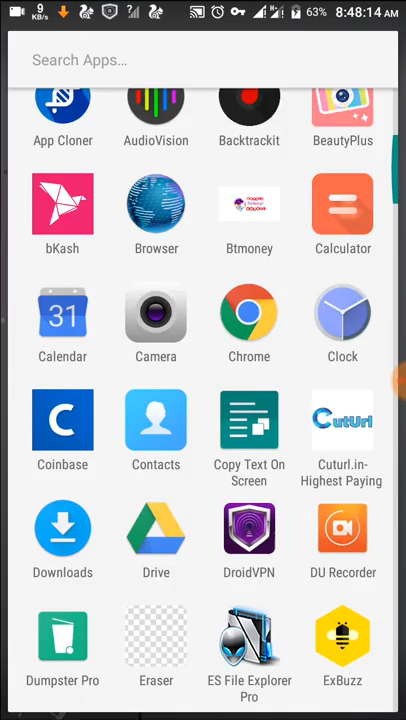 9
KB/s
63%
8:48:14 AM
Search Apps...
App Cloner
AudioVision
Backtrackit
BeautyPlus
bKash
Browser
Btmoney
Calculator
31
Calendar
Camera
Chrome
Clock
C
CutUrl
Coinbase
Contacts
Copy Text On
Screen
Cuturl.in-
Highest Paying
Downloads
Drive
DroidVPN
DU Recorder
Dumpster Pro
Eraser
ES File Explorer
Pro
ExBuzz